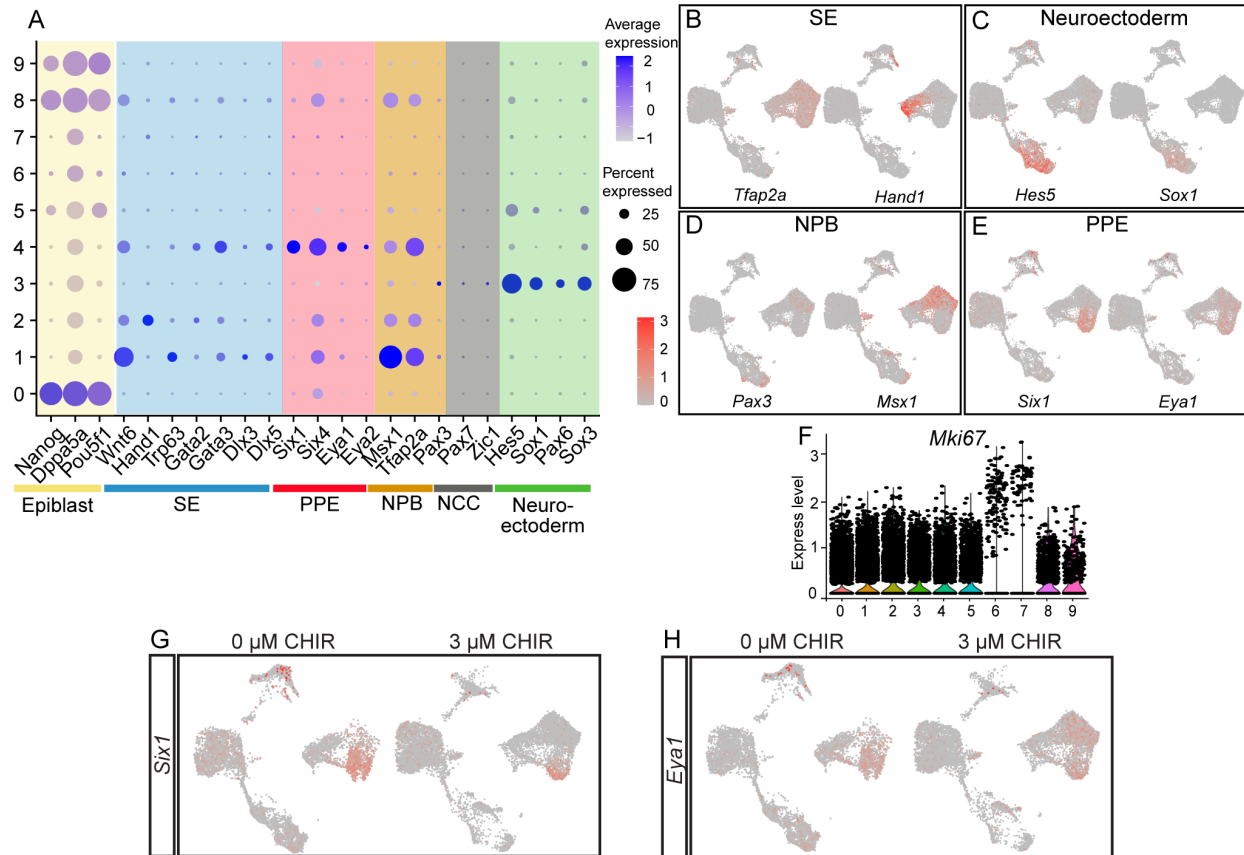 A
Average
expression
2
1
0
−1
Percent
expressed
25
50
75
3
2
1
0
9
8
7
6
5
4
3
2
1
0
Nanog
Dppa5a
Pou5f1
Wnt6
Hand1
Trp63
Gata2
Gata3
Dlx3
Dlx5
Six1
Six4
Eya1
Eya2
Msx1
Tfap2a
Pax3
Pax7
Zic1
Hes5
Sox1
Pax6
Sox3
Epiblast
SE
PPE
NPB
NCC
Neuro-
ectoderm
B
SE
Tfap2a
Hand1
C
Neuroectoderm
Hes5
Sox1
D
NPB
Pax3
Msx1
E
PPE
Six1
Eya1
F
Mki67
Express level
3
2
1
0
0 1 2 3 4 5 6 7 8 9
G
0 µM CHIR
3 µM CHIR
Six1
H
0 µM CHIR
3 µM CHIR
Eya1